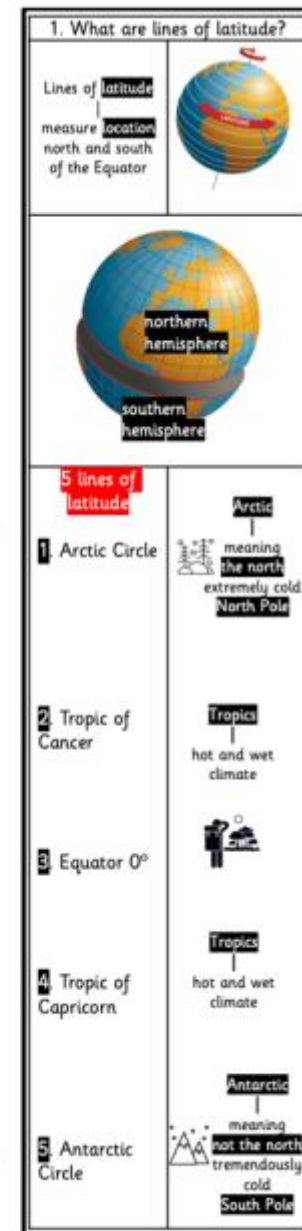 1. What are lines of latitude?
Lines of latitude
measure location
north and south
of the Equator
LATITUDE
northern
hemisphere
southern
hemisphere
5 lines of
latitude
1. Arctic Circle
Arctic
meaning
the north
extremely cold
North Pole
2. Tropic of
Cancer
Tropics
hot and wet
climate
3. Equator 0°
4. Tropic of
Capricorn
Tropics
hot and wet
climate
5. Antarctic
Circle
Antarctic
meaning
not the north
tremendously
cold
South Pole